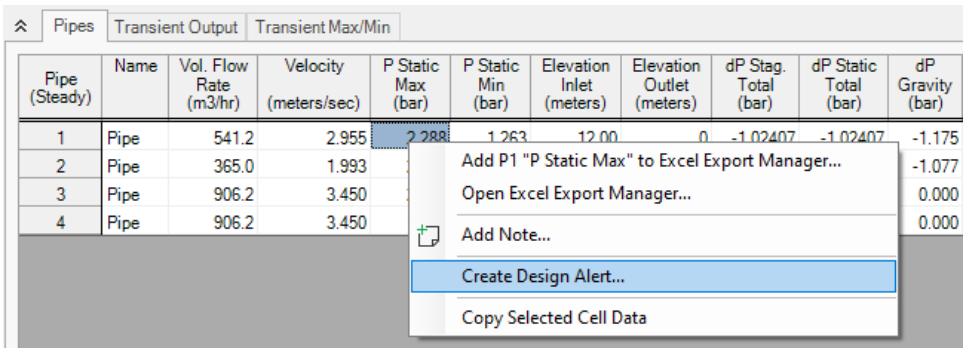 Pipes Transient Output Transient Max/Min
Pipe (Steady) Name Vol. Flow Rate (m3/hr) Velocity (meters/sec) P Static Max (bar) P Static Min (bar) Elevation Inlet (meters) Elevation Outlet (meters) dP Stag. Total (bar) dP Static Total (bar) dP Gravity (bar)
1 Pipe 541.2 2.955 2.288 1.263 12.00 0 -1.02407 -1.02407 -1.175
2 Pipe 365.0 1.993 -1.077
3 Pipe 906.2 3.450 0.000
4 Pipe 906.2 3.450 0.000
Add P1 "P Static Max" to Excel Export Manager...
Open Excel Export Manager...
Add Note...
Create Design Alert...
Copy Selected Cell Data